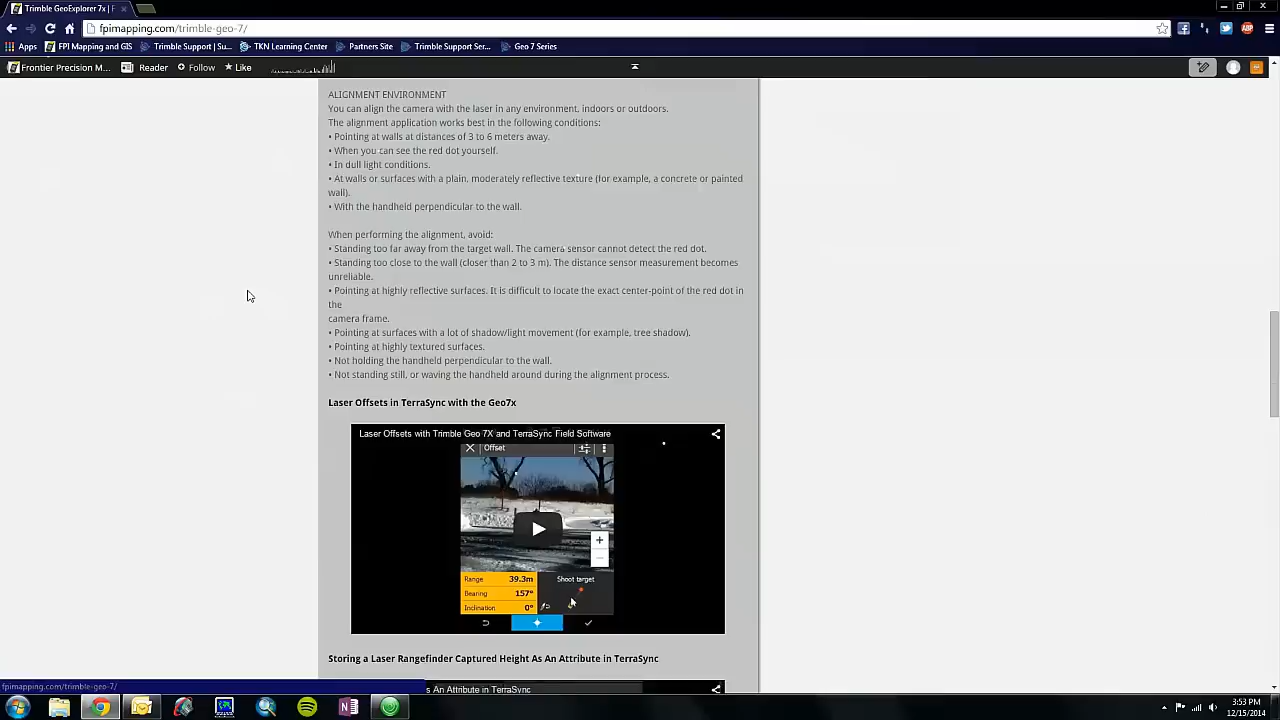 Trimble GeoExplorer 7x | F
fpimapping.com/trimble-geo-7/
Apps FPI Mapping and GIS Trimble Support | Su... TKN Learning Center Partners Site Trimble Support Ser... Geo 7 Series
Frontier Precision M... Reader Follow Like
ALIGNMENT ENVIRONMENT
You can align the camera with the laser in any environment, indoors or outdoors.
The alignment application works best in the following conditions:
• Pointing at walls at distances of 3 to 6 meters away.
• When you can see the red dot yourself.
• In dull light conditions.
• At walls or surfaces with a plain, moderately reflective texture (for example, a concrete or painted
wall).
• With the handheld perpendicular to the wall.
When performing the alignment, avoid:
• Standing too far away from the target wall. The camera sensor cannot detect the red dot.
• Standing too close to the wall (closer than 2 to 3 m). The distance sensor measurement becomes
unreliable.
• Pointing at highly reflective surfaces. It is difficult to locate the exact center-point of the red dot in
the
camera frame.
• Pointing at surfaces with a lot of shadow/light movement (for example, tree shadow).
• Pointing at highly textured surfaces.
• Not holding the handheld perpendicular to the wall.
• Not standing still, or waving the handheld around during the alignment process.
Laser Offsets in TerraSync with the Geo7x
Laser Offsets with Trimble Geo 7X and TerraSync Field Software
Offset
Range 39.3m Shoot target
Bearing 157°
Inclination 0°
Storing a Laser Rangefinder Captured Height As An Attribute in TerraSync
fpimapping.com/trimble-geo-7/
s An Attribute in TerraSync
3:53 PM
12/15/2014